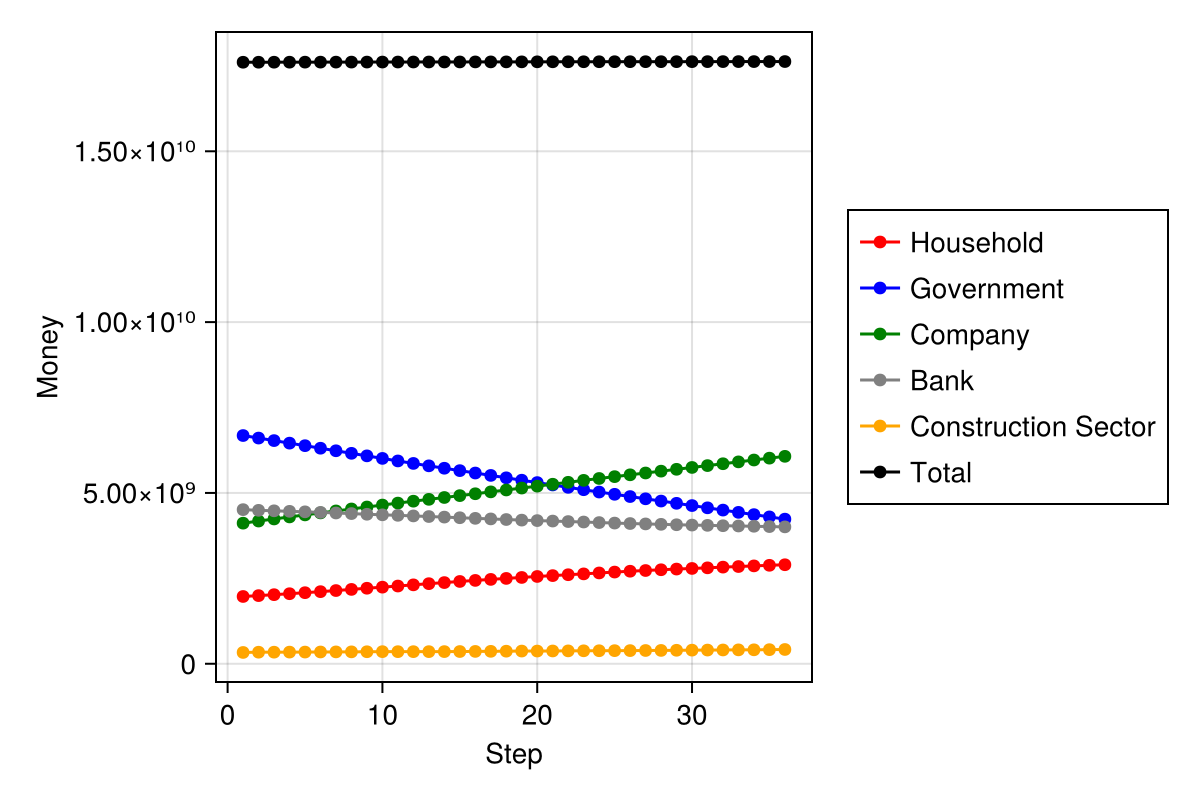 1.50×10¹⁰
1.00×10¹⁰
5.00×10⁹
0
Money
0 10 20 30
Step
Household
Government
Company
Bank
Construction Sector
Total